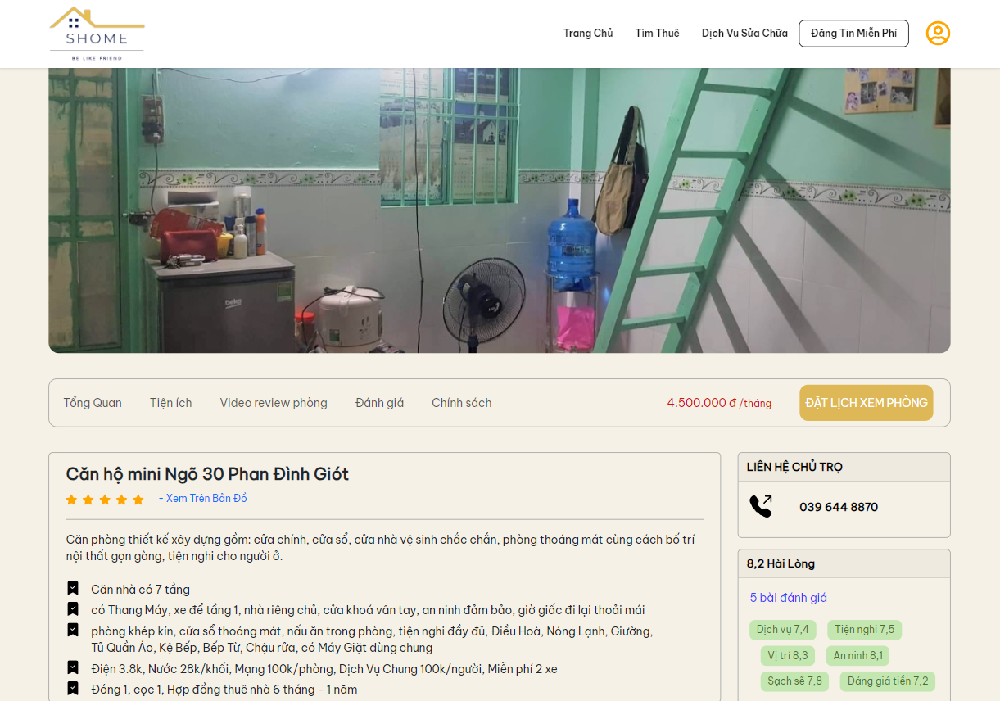 SHOME
BE LIKE FRIEND
Trang Chủ
Tìm Thuê
Dịch Vụ Sửa Chữa
Đăng Tin Miễn Phí
beko
Tổng Quan
Tiện ích
Video review phòng
Đánh giá
Chính sách
4.500.000 đ /tháng
ĐẶT LỊCH XEM PHÒNG
Căn hộ mini Ngõ 30 Phan Đình Giót
- Xem Trên Bản Đồ
Căn phòng thiết kế xây dựng gồm: cửa chính, cửa sổ, cửa nhà vệ sinh chắc chắn, phòng thoáng mát cùng cách bố trí
nội thất gọn gàng, tiện nghi cho người ở.
Căn nhà có 7 tầng
có Thang Máy, xe để tầng 1, nhà riêng chủ, cửa khoá vân tay, an ninh đảm bảo, giờ giấc đi lại thoải mái
phòng khép kín, cửa sổ thoáng mát, nấu ăn trong phòng, tiện nghi đầy đủ, Điều Hoà, Nóng Lạnh, Giường,
Tủ Quần Áo, Kệ Bếp, Bếp Từ, Chậu rửa, có Máy Giặt dùng chung
Điện 3.8k, Nước 28k/khối, Mạng 100k/phòng, Dịch Vụ Chung 100k/người, Miễn phí 2 xe
Đóng 1, cọc 1, Hợp đồng thuê nhà 6 tháng - 1 năm
LIÊN HỆ CHỦ TRỌ
039 644 8870
8,2 Hài Lòng
5 bài đánh giá
Dịch vụ 7,4
Tiện nghi 7,5
Vị trí 8,3
An ninh 8,1
Sạch sẽ 7,8
Đáng giá tiền 7,2